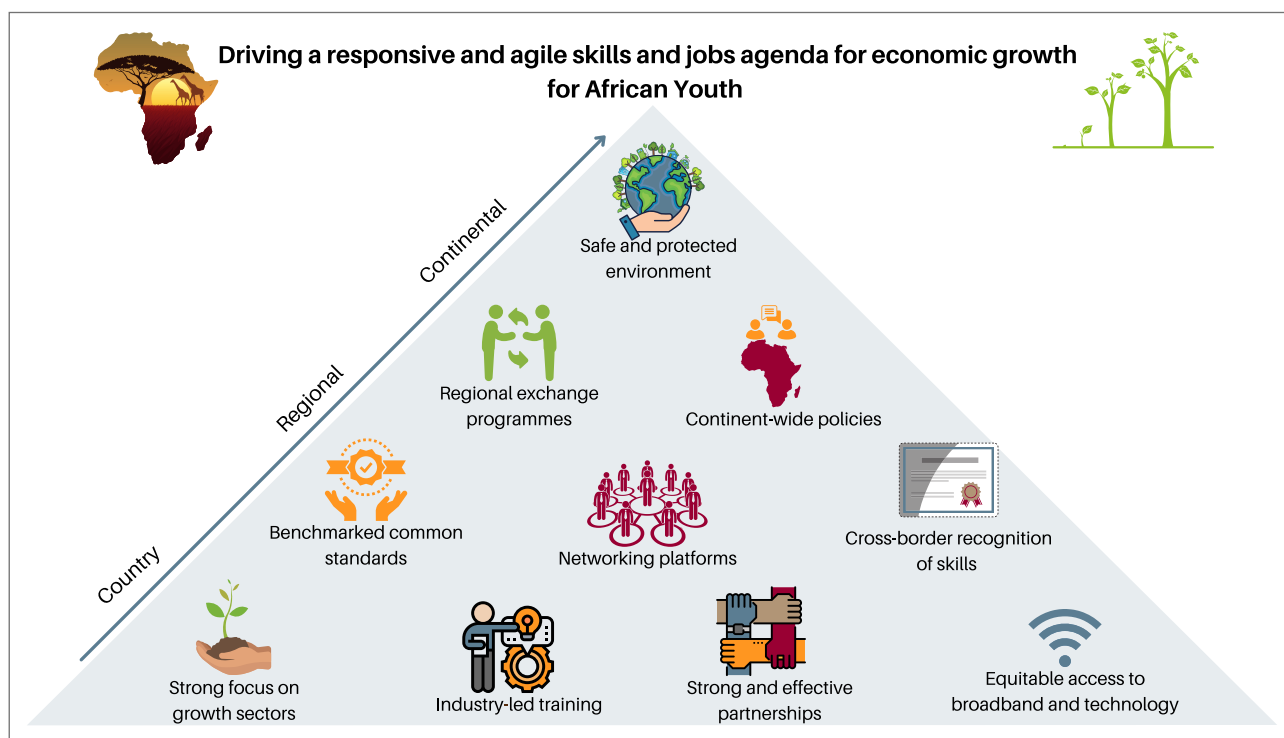 Driving a responsive and agile skills and jobs agenda for economic growth
for African Youth
Continental
Safe and protected
environment
Regional
Regional exchange
programmes
Continent-wide policies
Country
Benchmarked common
standards
Networking platforms
Cross-border recognition
of skills
Strong focus on
growth sectors
Industry-led training
Strong and effective
partnerships
Equitable access to
broadband and technology